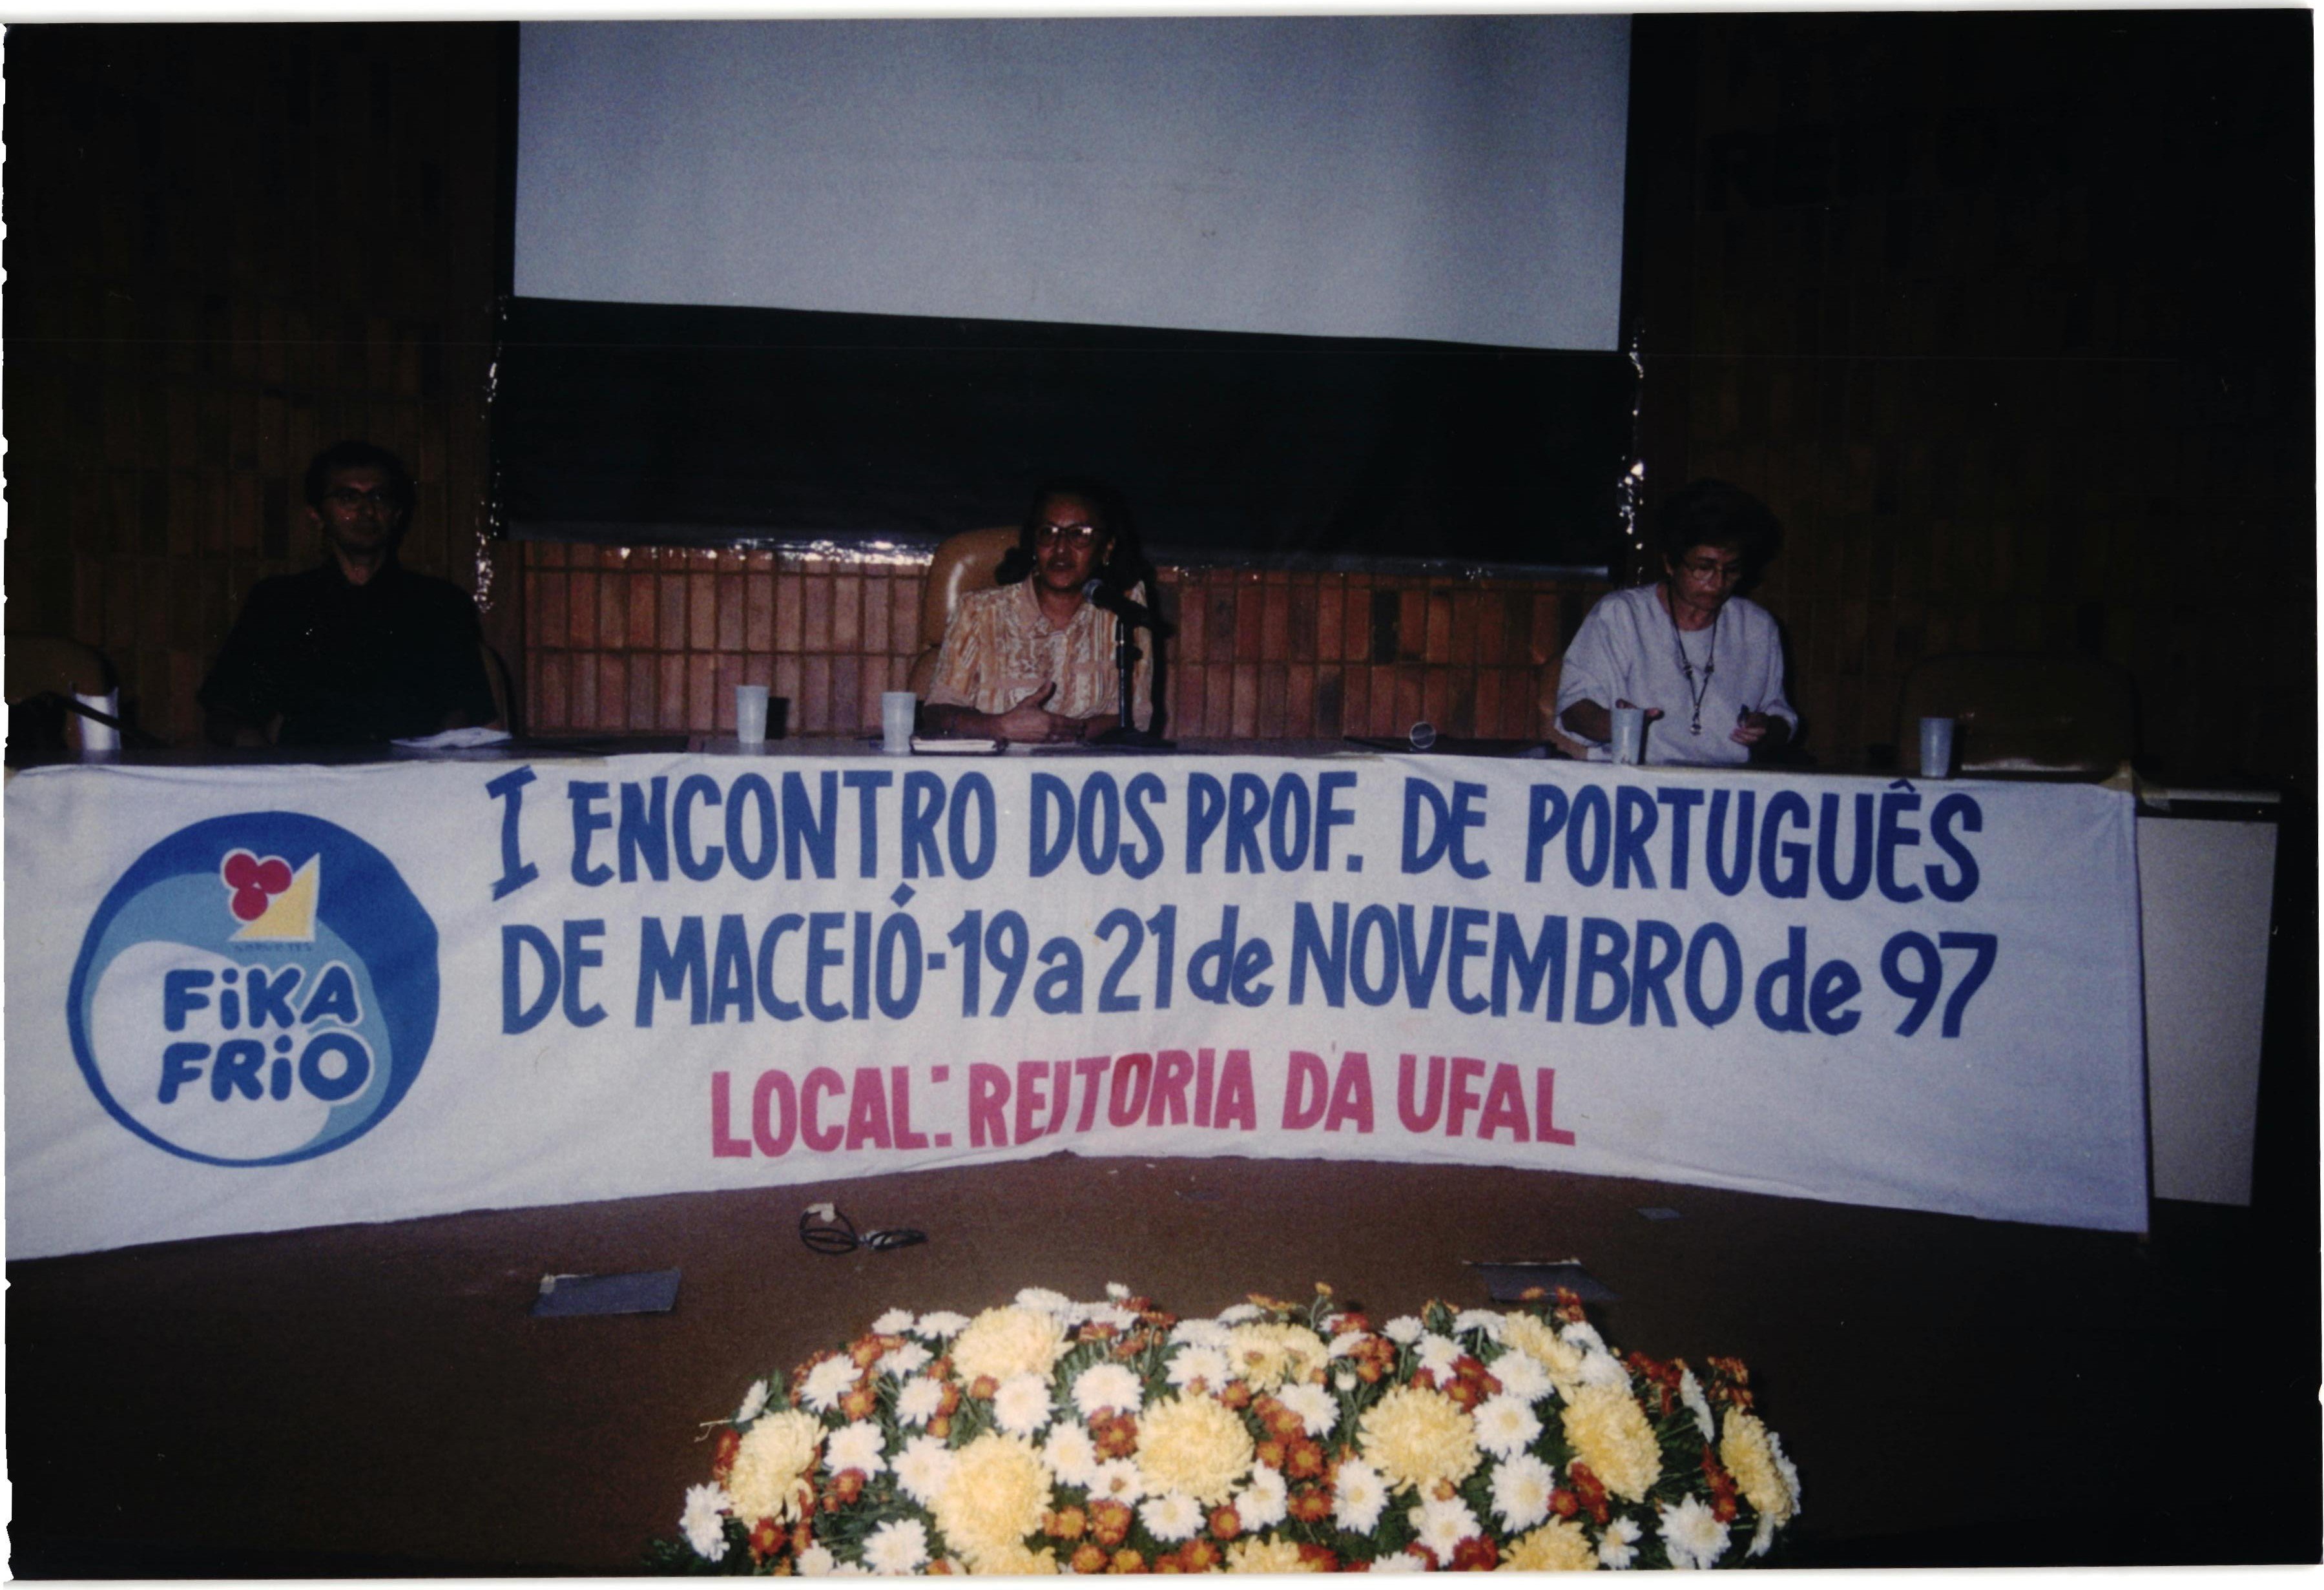 I ENCONTRO DOS PROF. DE PORTUGUÊS
DE MACEIÓ-19 a 21 de NOVEMBRO de 97
LOCAL: REITORIA DA UFAL
SORVETES
FiKA
FRiO